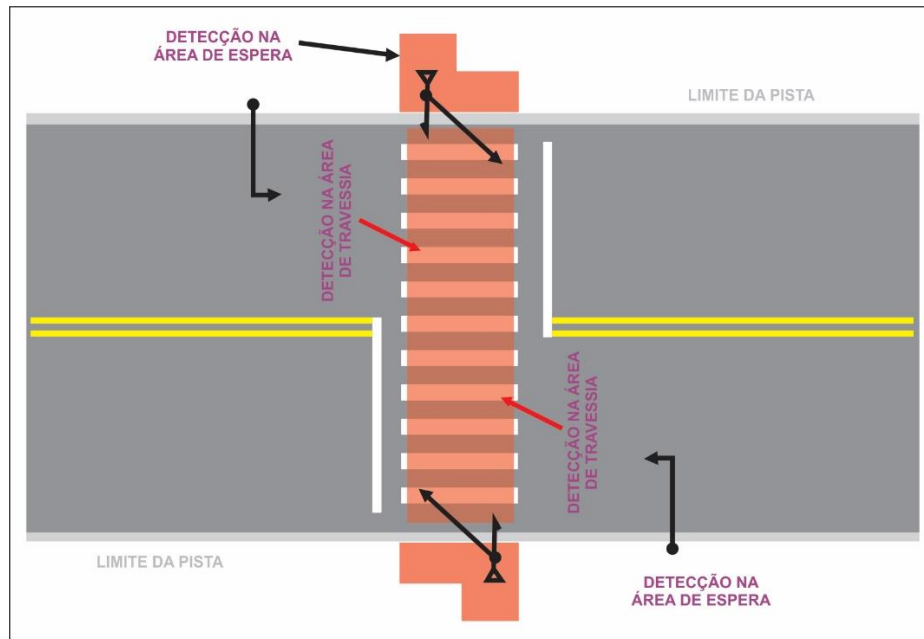 DETECÇÃO NA
ÁREA DE ESPERA
LIMITE DA PISTA
DETECÇÃO NA ÁREA
DE TRAVESSIA
DETECÇÃO NA ÁREA
DE TRAVESSIA
LIMITE DA PISTA
DETECÇÃO NA
ÁREA DE ESPERA